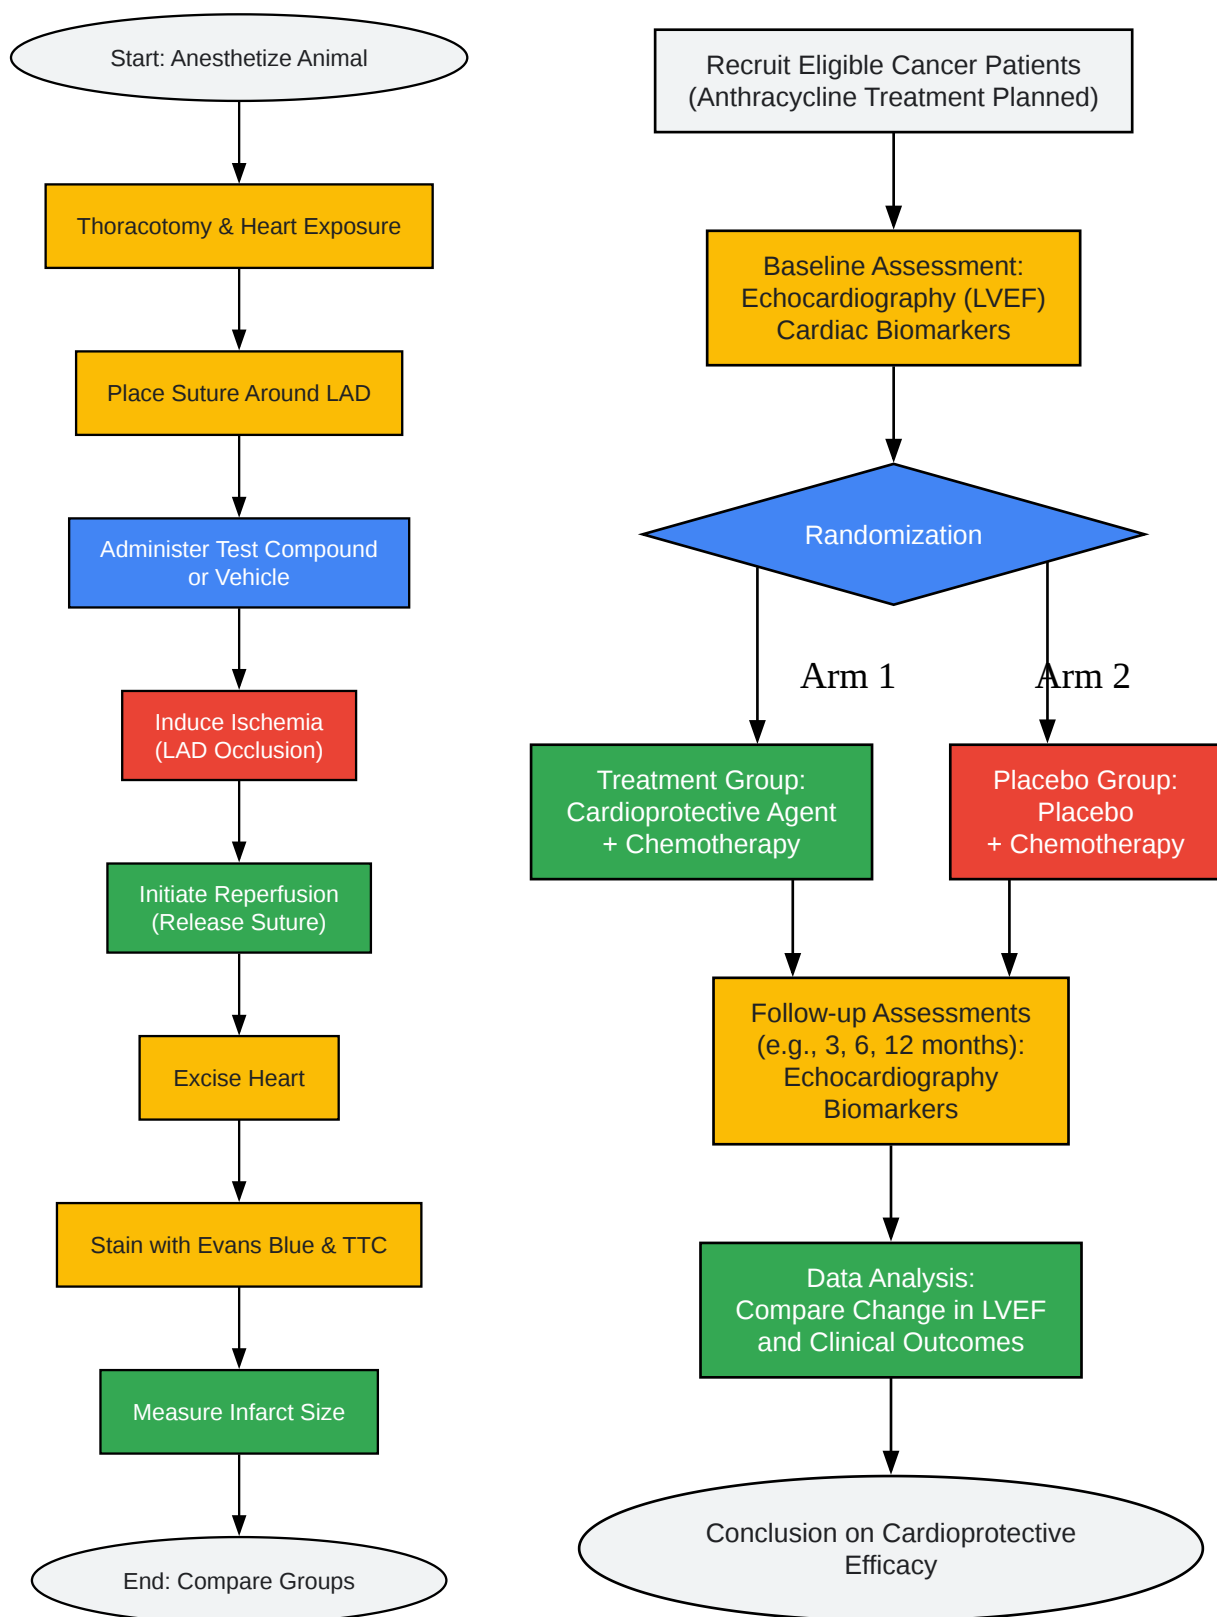 Start: Anesthetize Animal
Thoracotomy & Heart Exposure
Place Suture Around LAD
Administer Test Compound
or Vehicle
Induce Ischemia
(LAD Occlusion)
Initiate Reperfusion
(Release Suture)
Excise Heart
Stain with Evans Blue & TTC
Measure Infarct Size
End: Compare Groups
Recruit Eligible Cancer Patients
(Anthracycline Treatment Planned)
Baseline Assessment:
Echocardiography (LVEF)
Cardiac Biomarkers
Randomization
Arm 1
Arm 2
Treatment Group:
Cardioprotective Agent
+ Chemotherapy
Placebo Group:
Placebo
+ Chemotherapy
Follow-up Assessments
(e.g., 3, 6, 12 months):
Echocardiography
Biomarkers
Data Analysis:
Compare Change in LVEF
and Clinical Outcomes
Conclusion on Cardioprotective
Efficacy